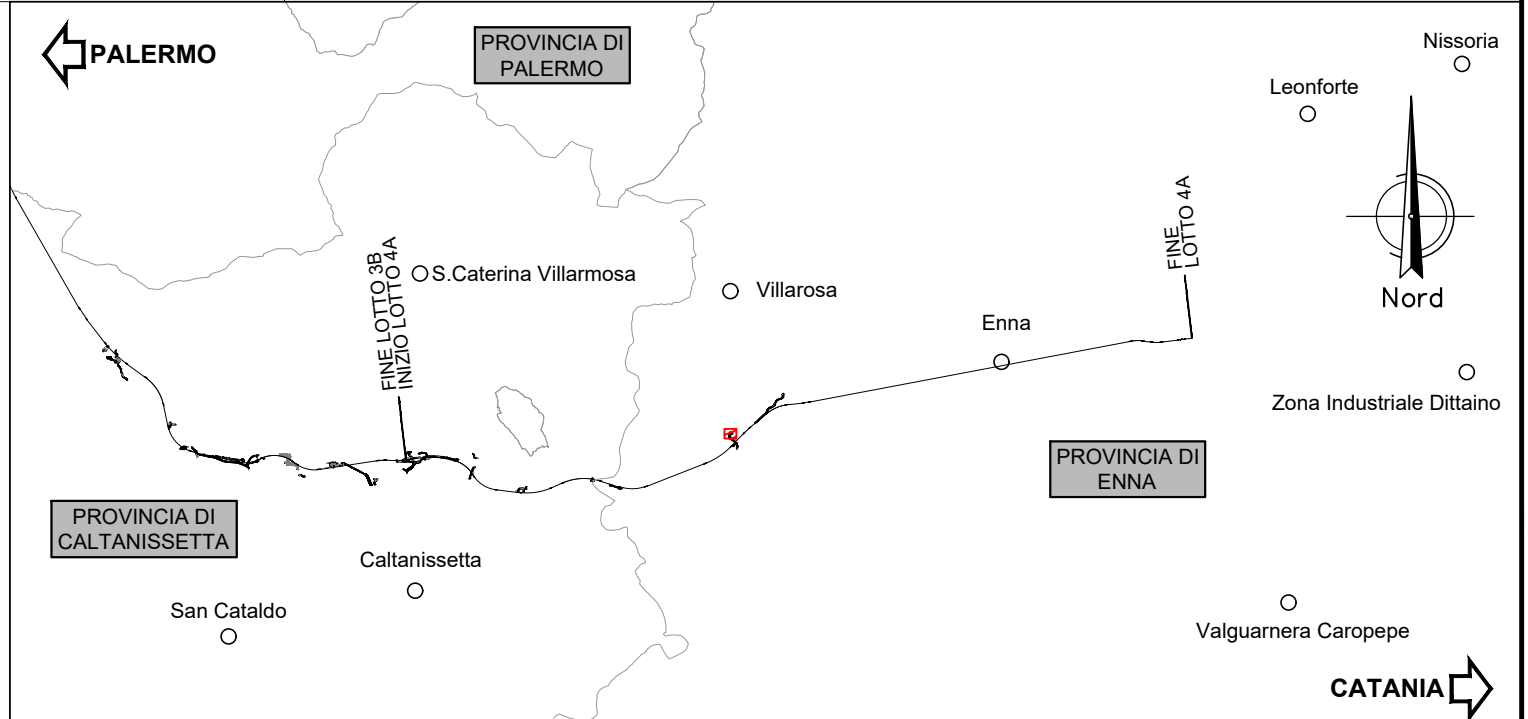 PALERMO
PROVINCIA DI
PALERMO
Nissoria
Leonforte
FINE
LOTTO 4A
FINE LOTTO 3B
INIZIO LOTTO 4A
S.Caterina Villarmosa
Villarosa
Nord
Enna
Zona Industriale Dittaino
PROVINCIA DI
ENNA
PROVINCIA DI
CALTANISSETTA
Caltanissetta
San Cataldo
Valguarnera Caropepe
CATANIA